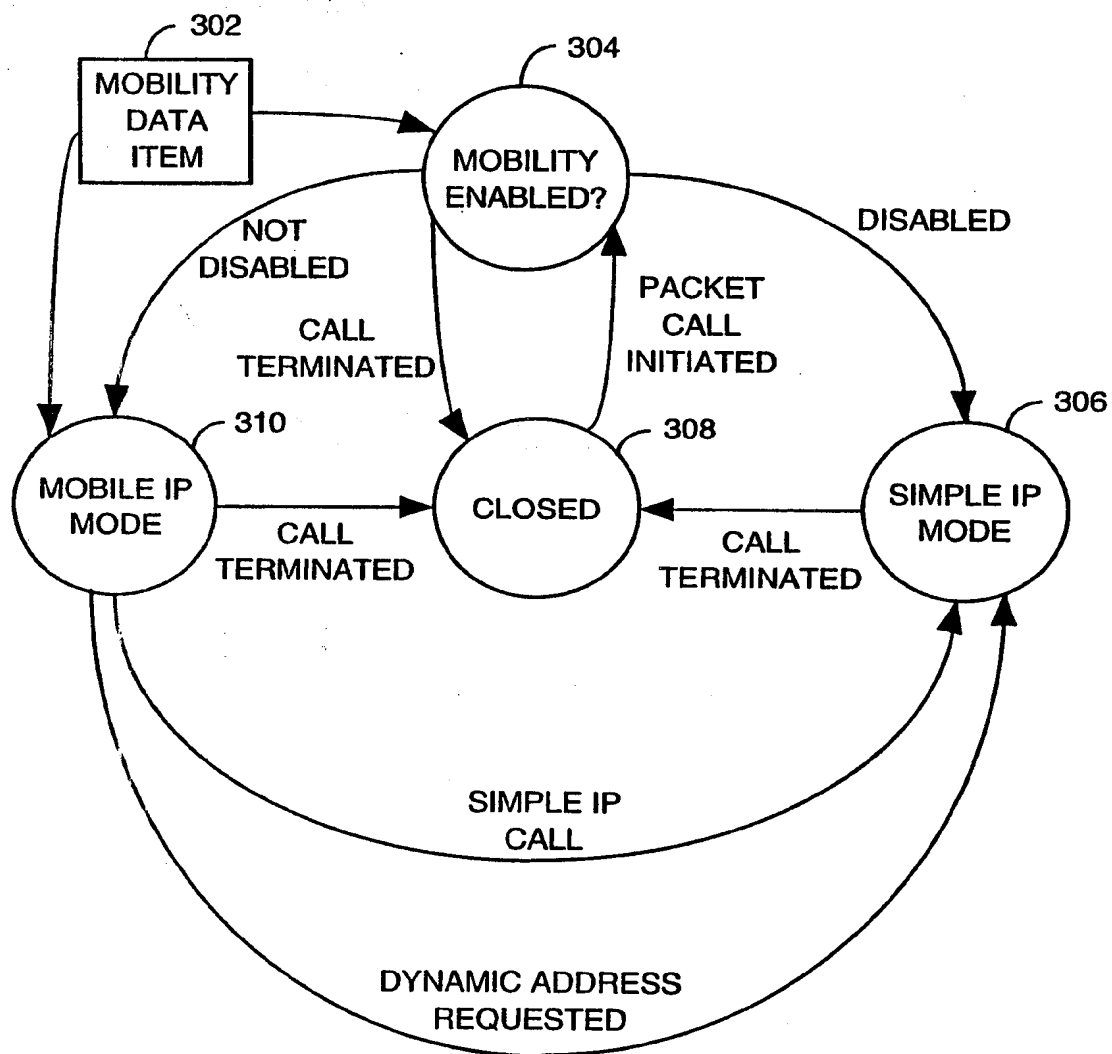 302
MOBILITY
DATA
ITEM
304
MOBILITY
ENABLED?
NOT
DISABLED
DISABLED
CALL
TERMINATED
PACKET
CALL
INITIATED
310
MOBILE IP
MODE
308
CLOSED
306
SIMPLE IP
MODE
CALL
TERMINATED
CALL
TERMINATED
SIMPLE IP
CALL
DYNAMIC ADDRESS
REQUESTED